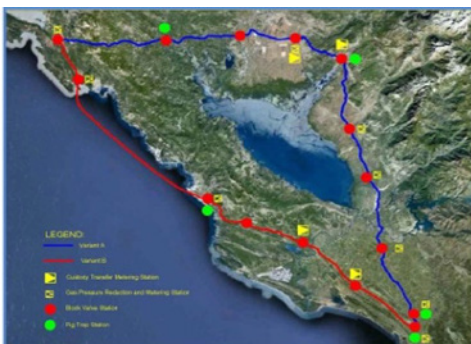 LEGEND:
Variant A
Variant B
Custody Transfer Metering Station
Gas Pressure Reduction and Metering Station
Block Valve Station
Pig Trap Station